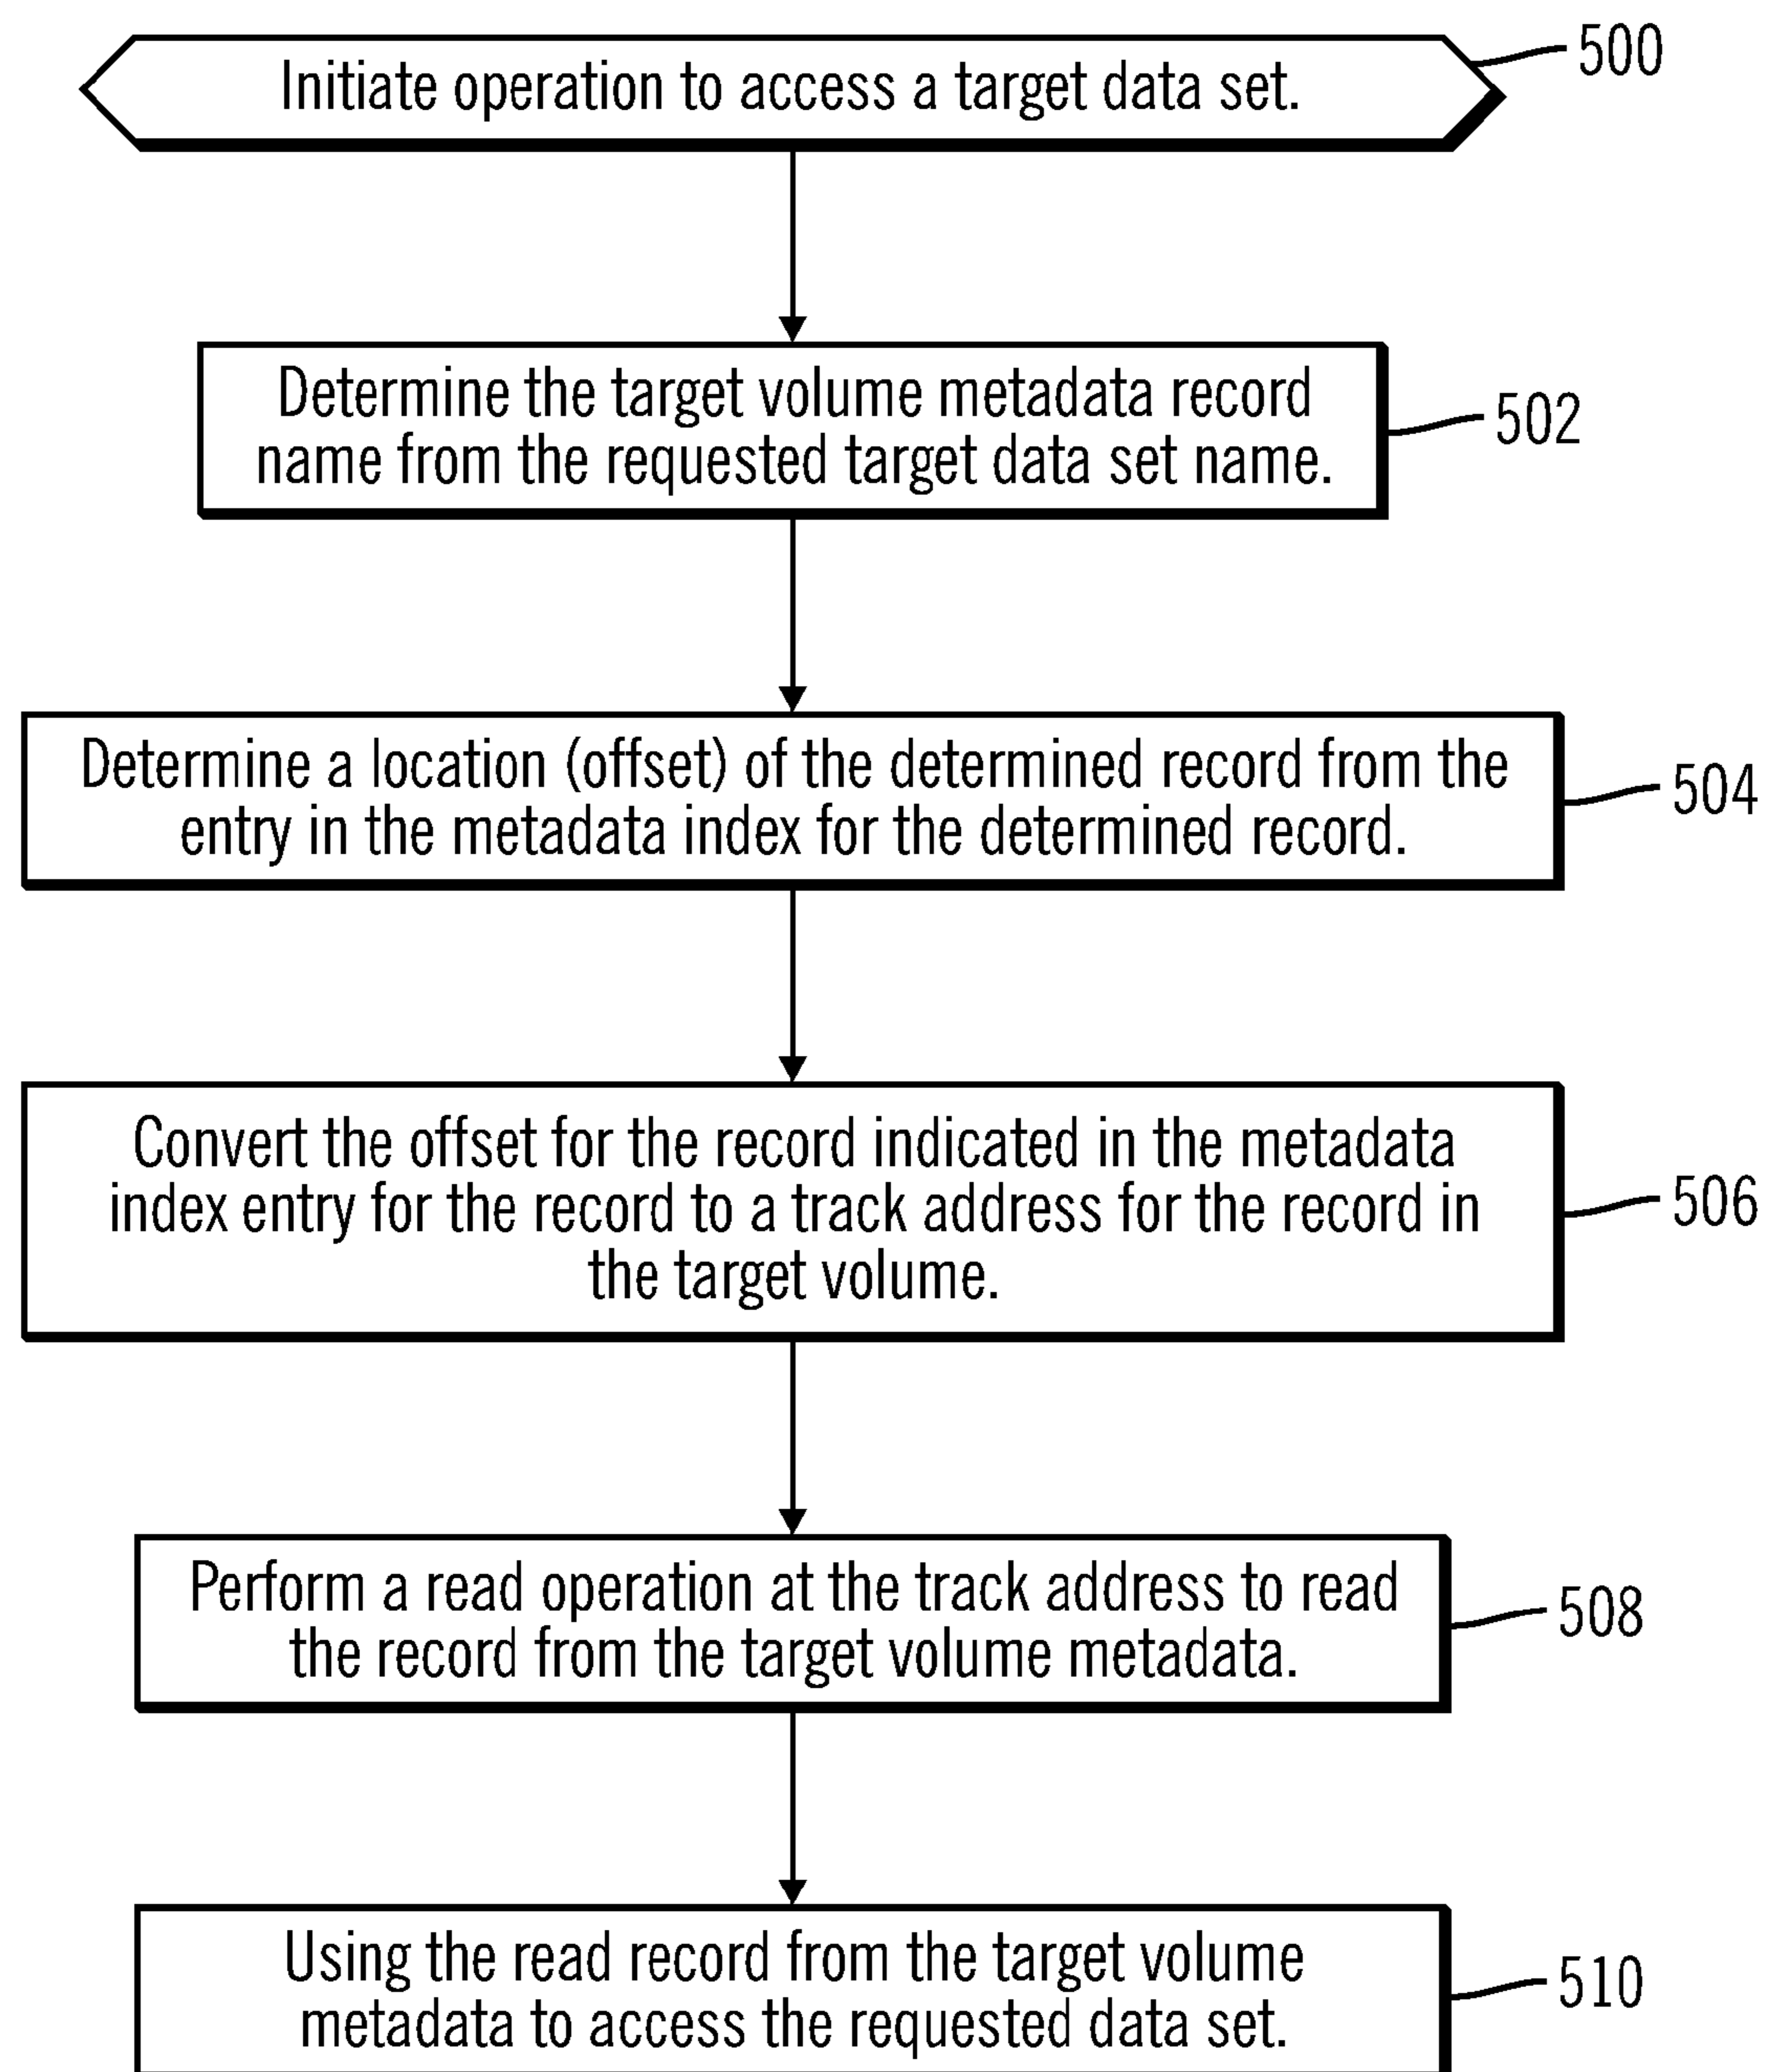 500
Initiate operation to access a target data set.
Determine the target volume metadata record
name from the requested target data set name.
502
Determine a location (offset) of the determined record from the
entry in the metadata index for the determined record.
504
Convert the offset for the record indicated in the metadata
index entry for the record to a track address for the record in
the target volume.
506
Perform a read operation at the track address to read
the record from the target volume metadata.
508
Using the read record from the target volume
metadata to access the requested data set.
510